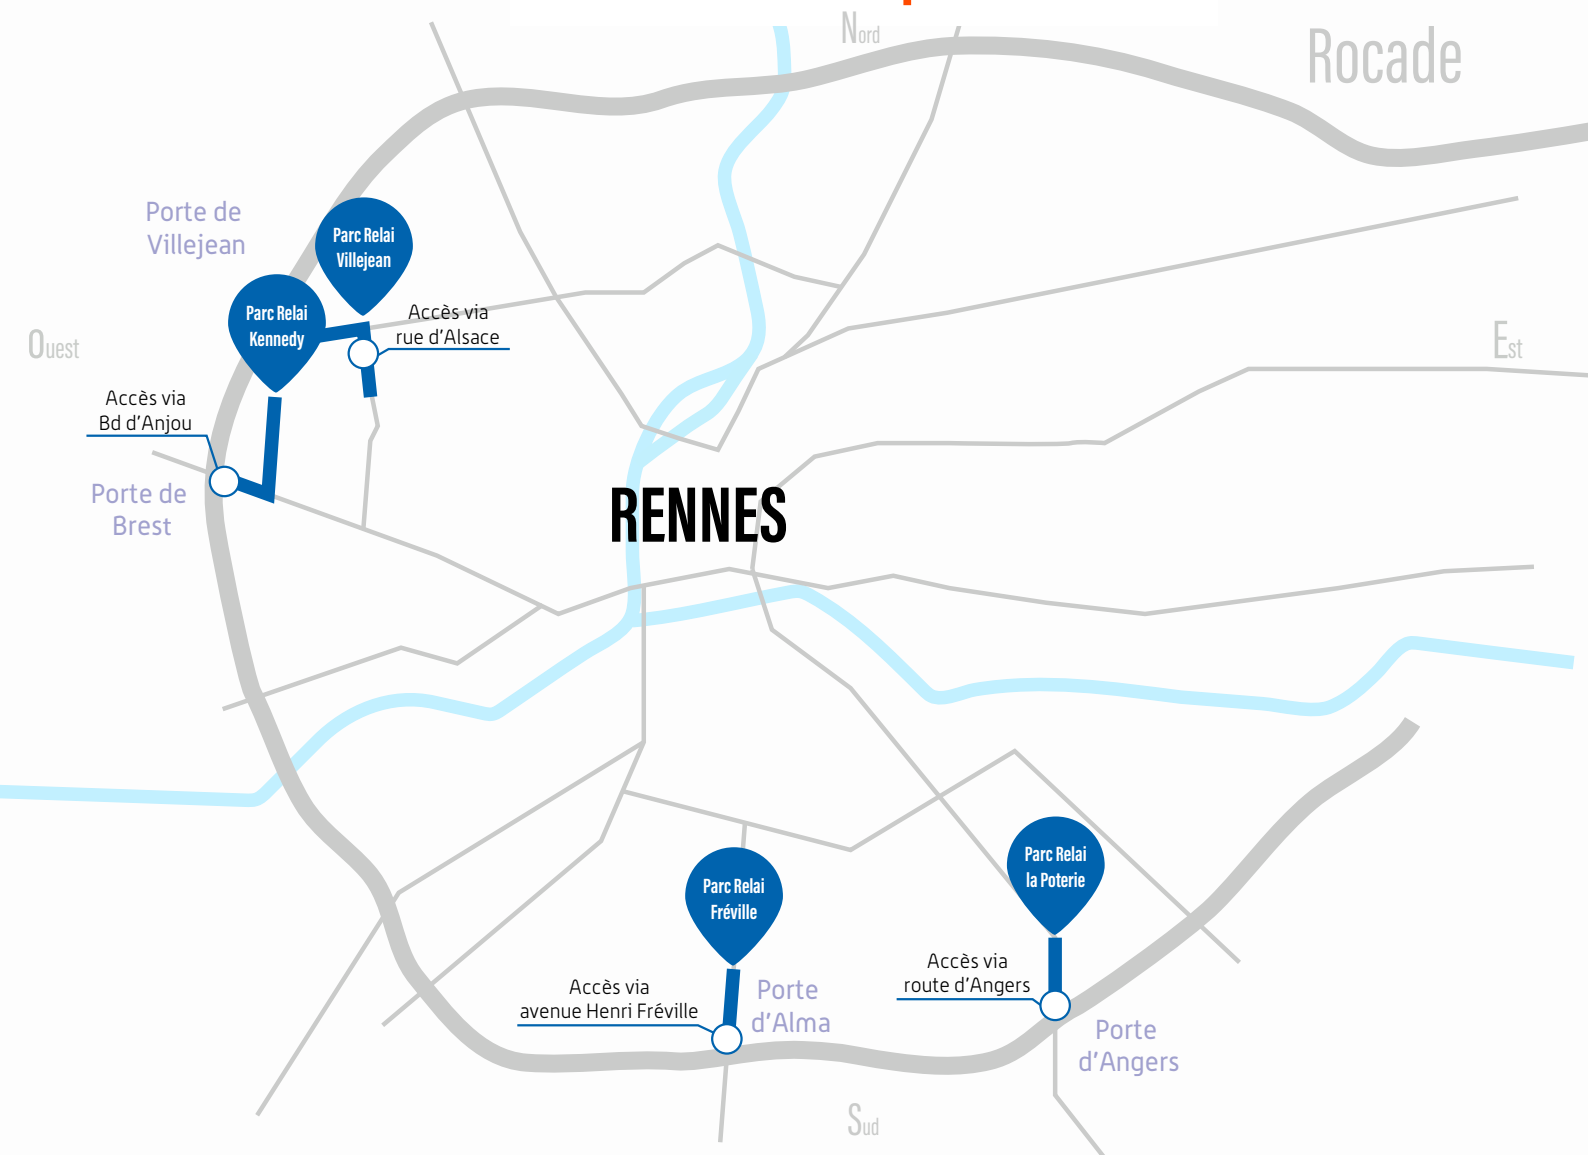 Nord
Rocade
Porte de
Villejean
Parc Relai
Villejean
Parc Relai
Kennedy
Accès via
rue d'Alsace
Ouest
Est
Accès via
Bd d'Anjou
Porte de
Brest
RENNES
Parc Relai
Fréville
Parc Relai
la Poterie
Accès via
avenue Henri Fréville
Porte
d'Alma
Accès via
route d'Angers
Porte
d'Angers
Sud